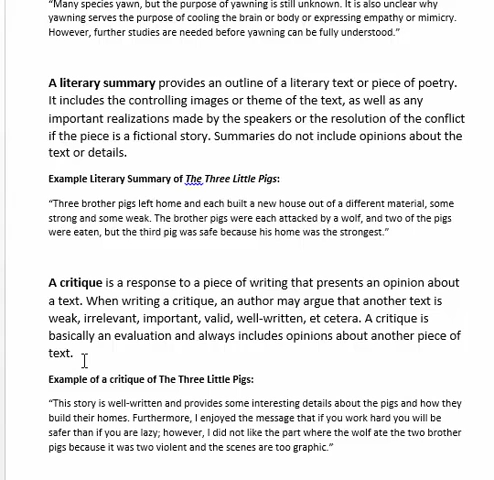 "Many species yawn, but the purpose of yawning is still unknown. It is also unclear why
yawning serves the purpose of cooling the brain or body or expressing empathy or mimicry.
However, further studies are needed before yawning can be fully understood."
A literary summary provides an outline of a literary text or piece of poetry.
It includes the controlling images or theme of the text, as well as any
important realizations made by the speakers or the resolution of the conflict
if the piece is a fictional story. Summaries do not include opinions about the
text or details.
Example Literary Summary of The Three Little Pigs:
"Three brother pigs left home and each built a new house out of a different material, some
strong and some weak. The brother pigs were each attacked by a wolf, and two of the pigs
were eaten, but the third pig was safe because his home was the strongest."
A critique is a response to a piece of writing that presents an opinion about
a text. When writing a critique, an author may argue that another text is
weak, irrelevant, important, valid, well-written, et cetera. A critique is
basically an evaluation and always includes opinions about another piece of
text.
Example of a critique of The Three Little Pigs:
"This story is well-written and provides some interesting details about the pigs and how they
build their homes. Furthermore, I enjoyed the message that if you work hard you will be
safer than if you are lazy; however, I did not like the part where the wolf ate the two brother
pigs because it was two violent and the scenes are too graphic."